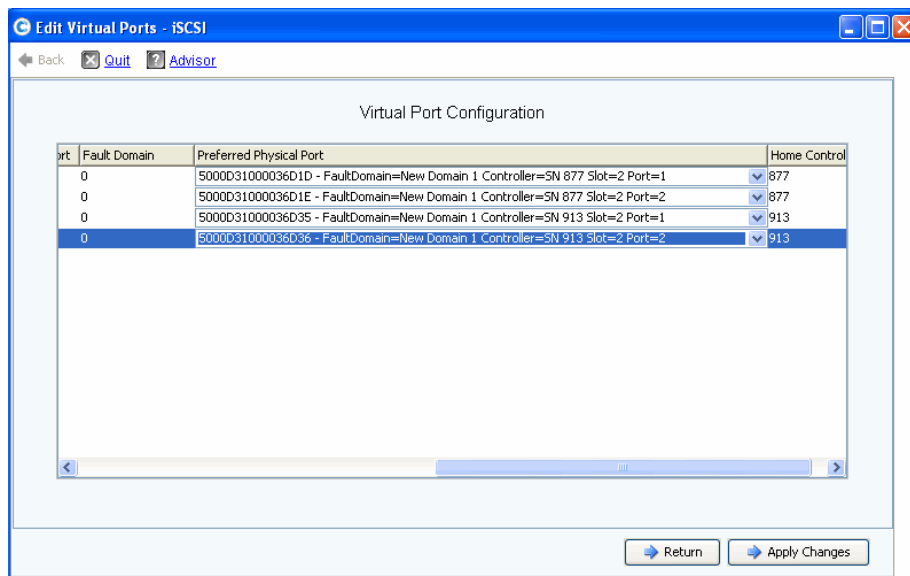 Edit Virtual Ports - iSCSI
Back Quit Advisor
Virtual Port Configuration
ort Fault Domain Preferred Physical Port Home Control
0 5000D31000036D1D - FaultDomain=New Domain 1 Controller=SN 877 Slot=2 Port=1 877
0 5000D31000036D1E - FaultDomain=New Domain 1 Controller=SN 877 Slot=2 Port=2 877
0 5000D31000036D35 - FaultDomain=New Domain 1 Controller=SN 913 Slot=2 Port=1 913
0 5000D31000036D36 - FaultDomain=New Domain 1 Controller=SN 913 Slot=2 Port=2 913
Return Apply Changes